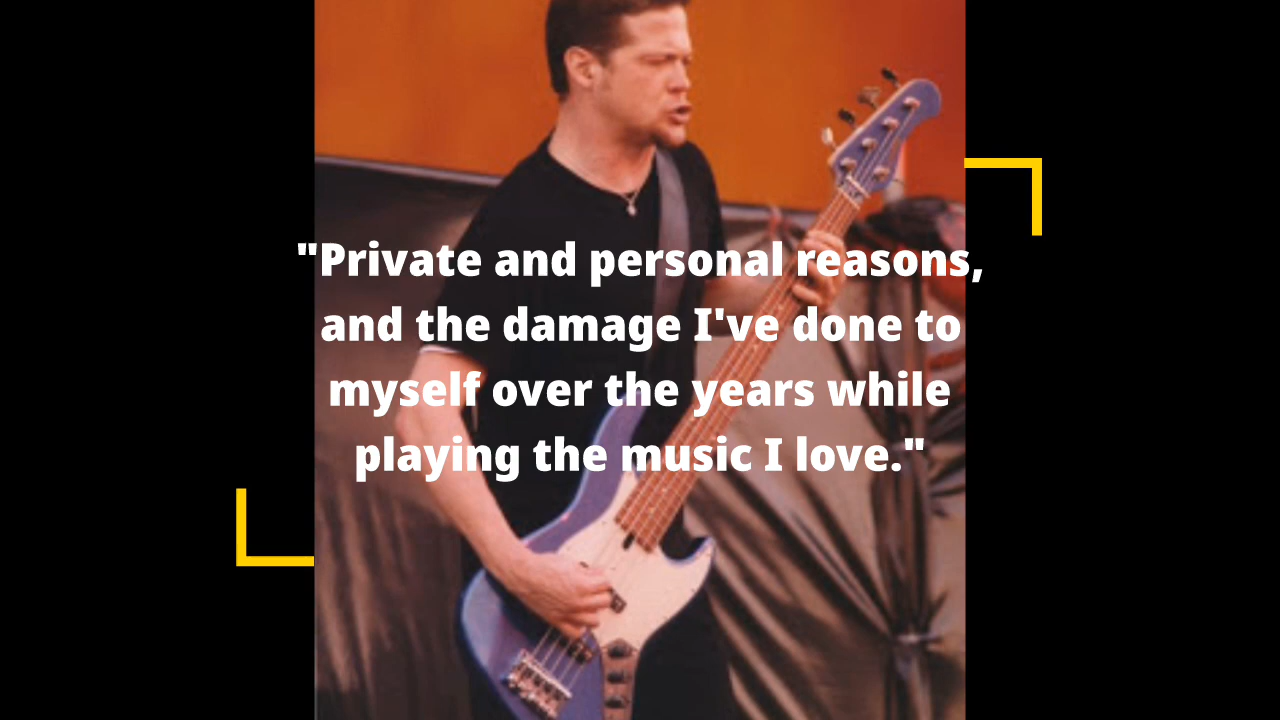 "Private and personal reasons,
and the damage I've done to
myself over the years while
playing the music I love."